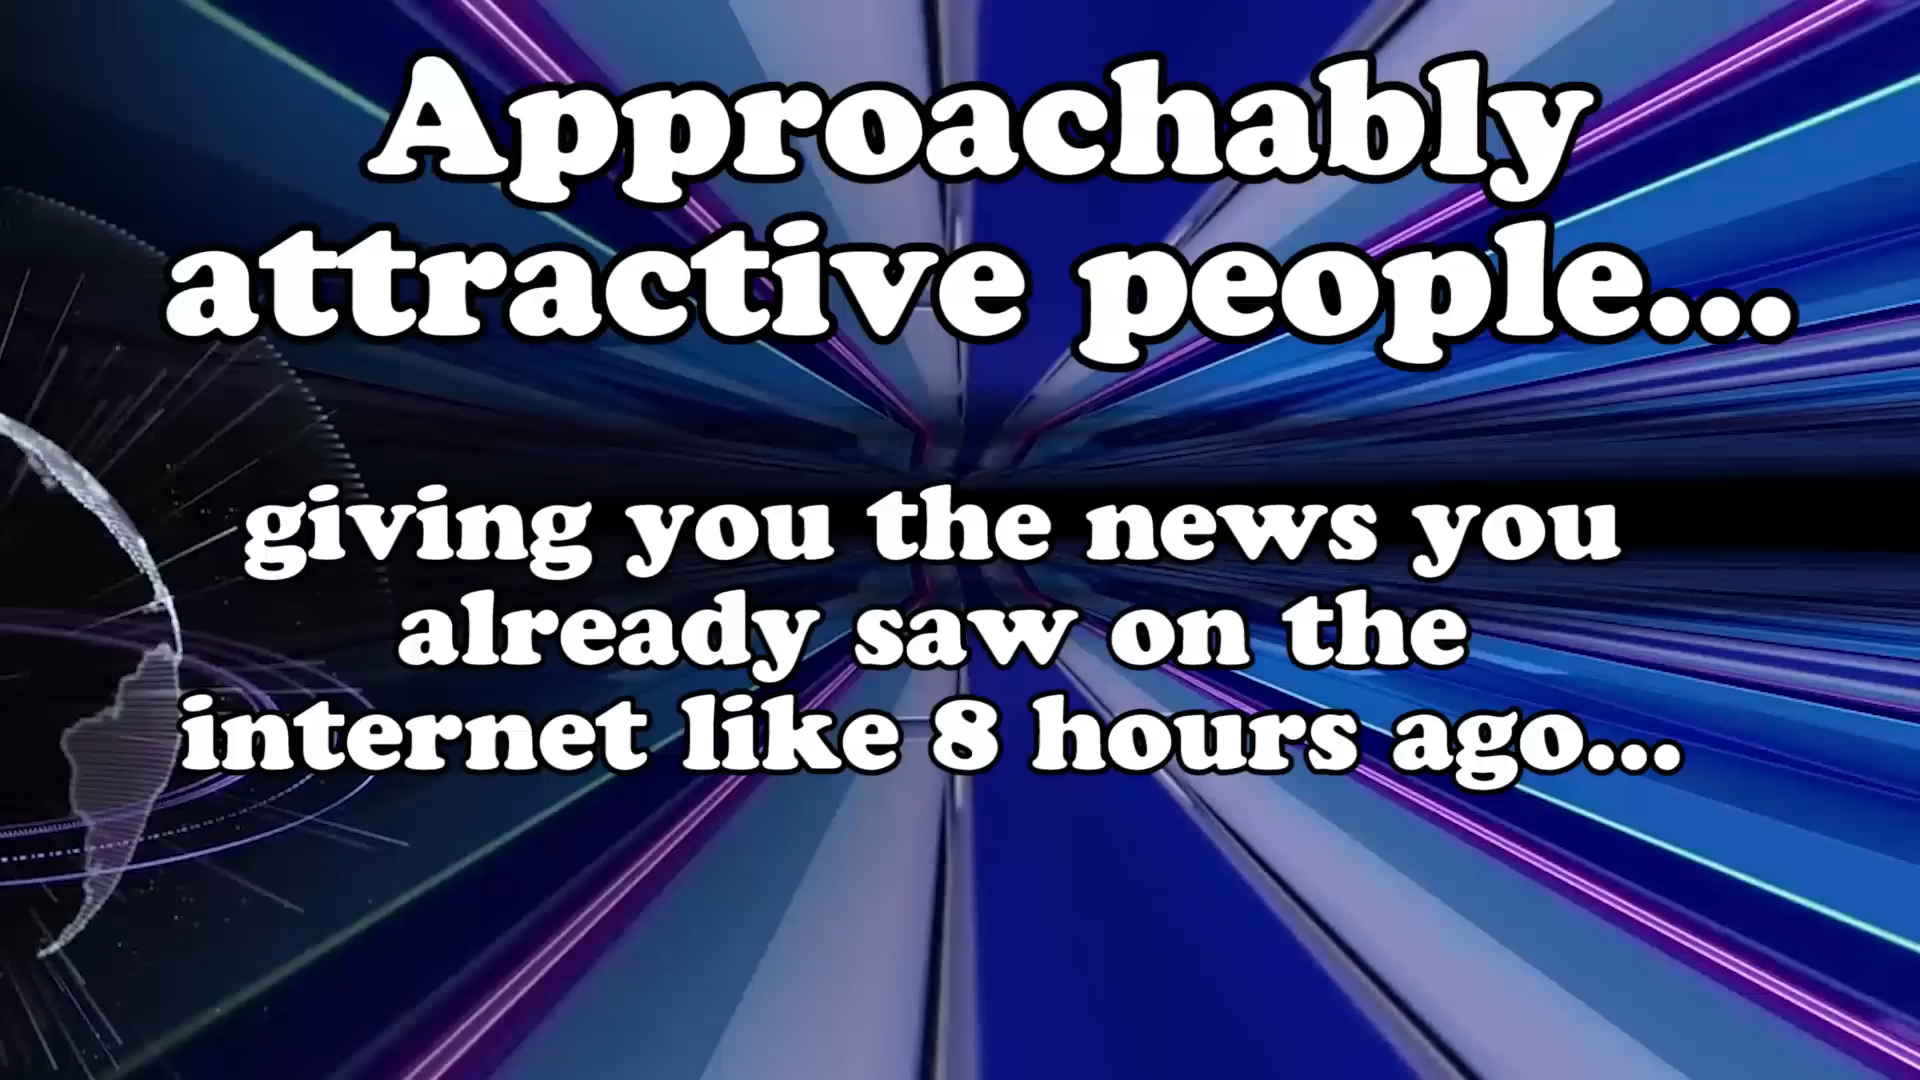 Approachably
attractive people...
giving you the news you
already saw on the
internet like 8 hours ago...